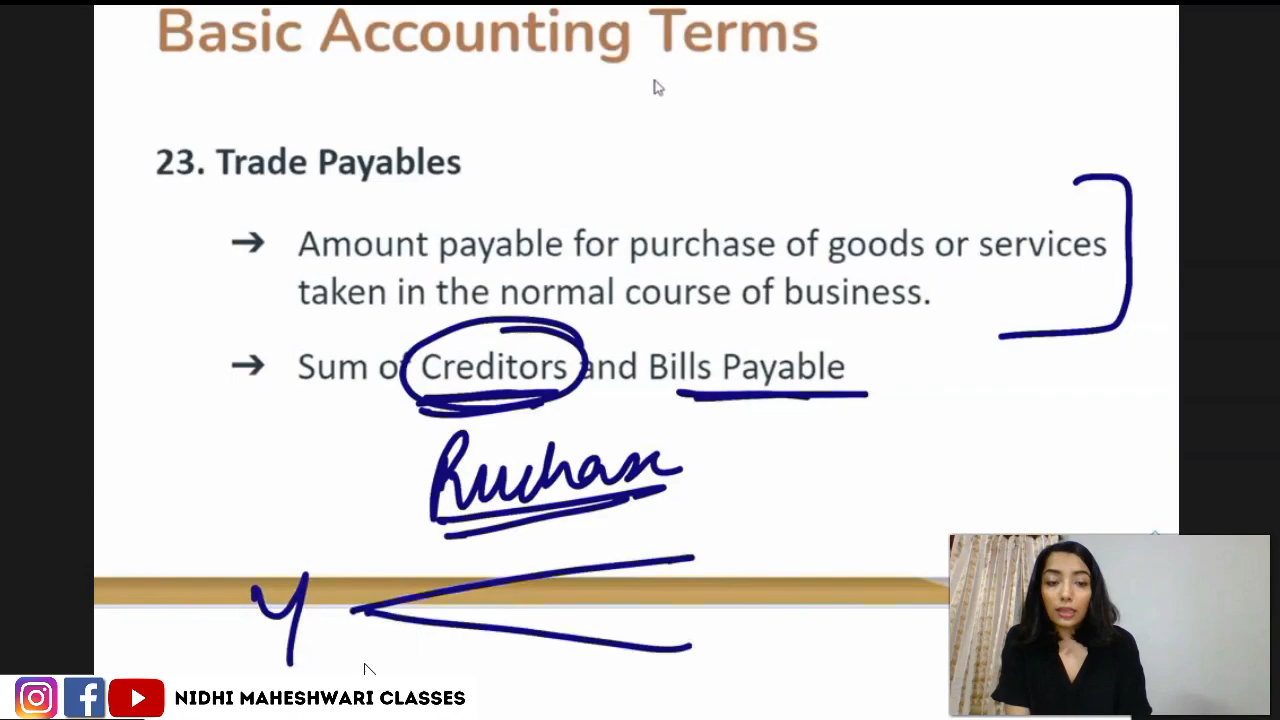 Basic Accounting Terms
23. Trade Payables
➔ Amount payable for purchase of goods or services
taken in the normal course of business.
➔ Sum of Creditors and Bills Payable
Purchase
Y
NIDHI MAHESHWARI CLASSES